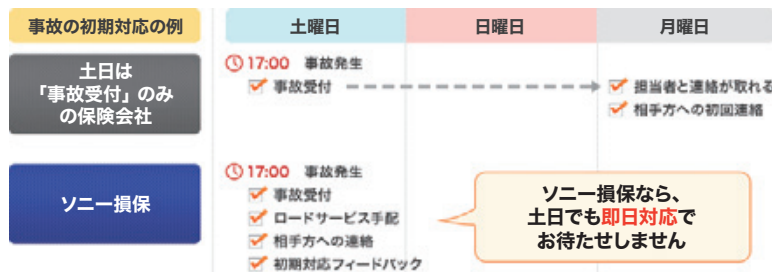 事故の初期対応の例
土曜日
日曜日
月曜日
土日は
「事故受付」のみ
の保険会社
17:00 事故発生
事故受付
担当者と連絡が取れる
相手方への初回連絡
ソニー損保
17:00 事故発生
事故受付
ロードサービス手配
相手方への連絡
初期対応フィードバック
ソニー損保なら、
土日でも即日対応で
お待たせしません